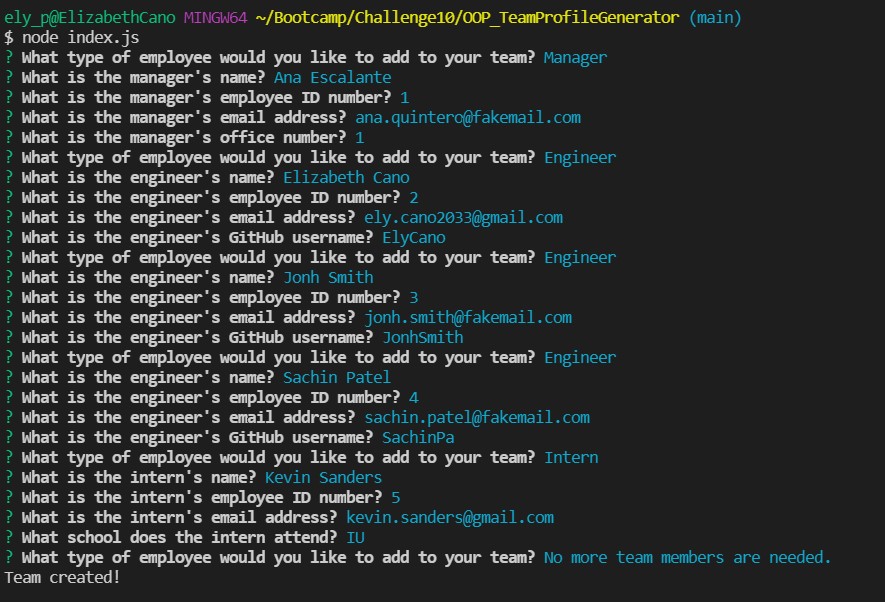 ely_p@ElizabethCano MINGW64 ~/Bootcamp/Challenge10/OOP_TeamProfileGenerator (main)
$ node index.js
? What type of employee would you like to add to your team? Manager
? What is the manager's name? Ana Escalante
? What is the manager's employee ID number? 1
? What is the manager's email address? ana.quintero@fakemail.com
? What is the manager's office number? 1
? What type of employee would you like to add to your team? Engineer
? What is the engineer's name? Elizabeth Cano
? What is the engineer's employee ID number? 2
? What is the engineer's email address? ely.cano2033@gmail.com
? What is the engineer's GitHub username? ElyCano
? What type of employee would you like to add to your team? Engineer
? What is the engineer's name? Jonh Smith
? What is the engineer's employee ID number? 3
? What is the engineer's email address? jonh.smith@fakemail.com
? What is the engineer's GitHub username? JonhSmith
? What type of employee would you like to add to your team? Engineer
? What is the engineer's name? Sachin Patel
? What is the engineer's employee ID number? 4
? What is the engineer's email address? sachin.patel@fakemail.com
? What is the engineer's GitHub username? SachinPa
? What type of employee would you like to add to your team? Intern
? What is the intern's name? Kevin Sanders
? What is the intern's employee ID number? 5
? What is the intern's email address? kevin.sanders@gmail.com
? What school does the intern attend? IU
? What type of employee would you like to add to your team? No more team members are needed.
Team created!